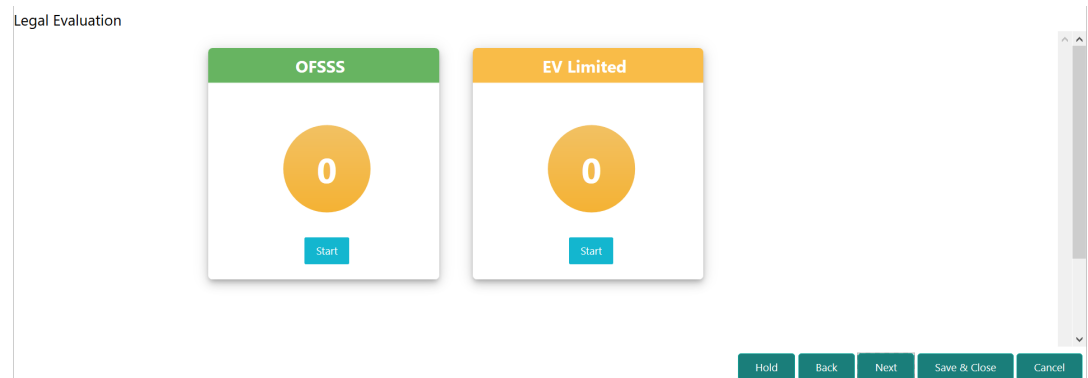 Legal Evaluation
OFSSS
EV Limited
0
0
Start
Start
Hold Back Next Save & Close Cancel